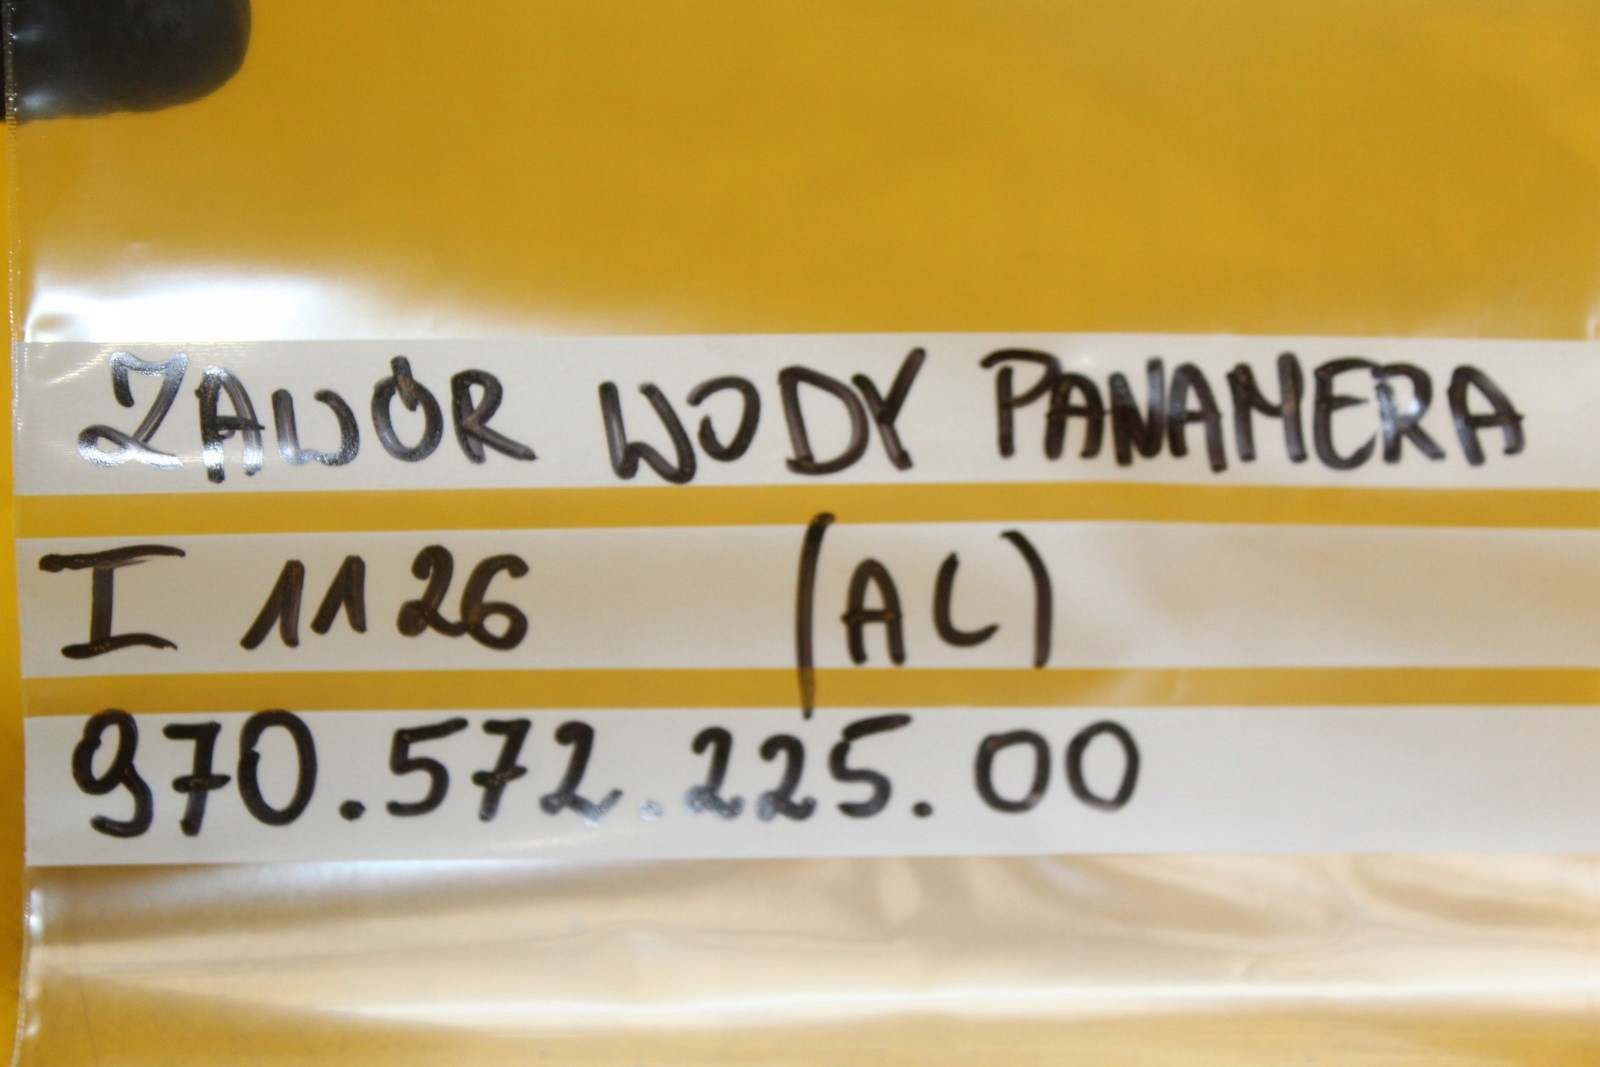 ZAWÓR WODY PANAMERA
I 1126 (AL)
970.572.225.00